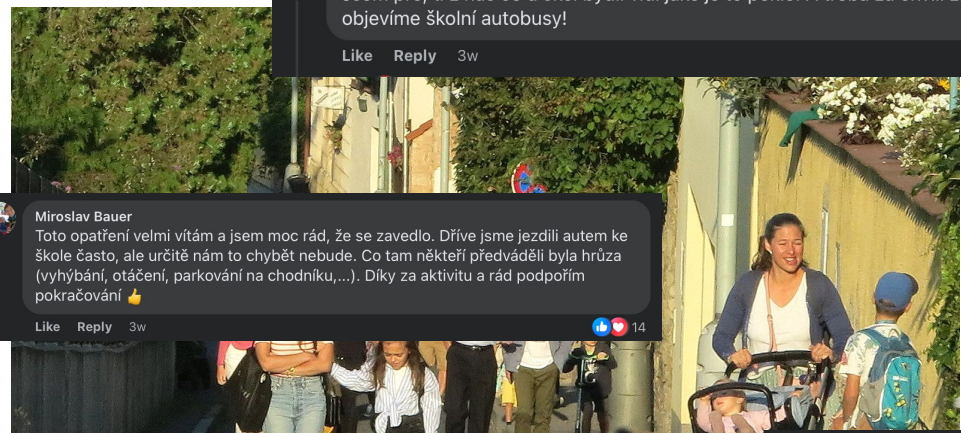 objevíme školní autobusy!
Like Reply 3w
Miroslav Bauer
Toto opatření velmi vítám a jsem moc rád, že se zavedlo. Dříve jsme jezdili autem ke
škole často, ale určitě nám to chybět nebude. Co tam někteří předváděli byla hrůza
(vyhýbání, otáčení, parkování na chodníku,...). Díky za aktivitu a rád podpořím
pokračování 👍
Like Reply 3w 14